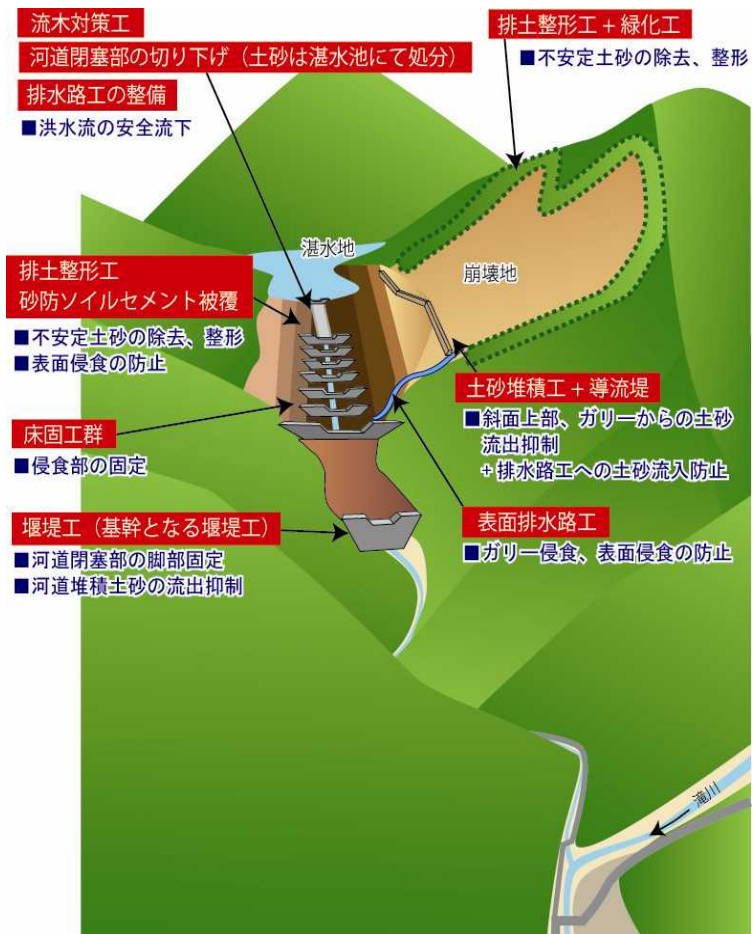 流木対策工
河道閉塞部の切り下げ（土砂は湛水池にて処分）
排水路工の整備
■洪水流の安全流下
排土整形工＋緑化工
■不安定土砂の除去、整形
湛水地
崩壊地
排土整形工
砂防ソイルセメント被覆
■不安定土砂の除去、整形
■表面侵食の防止
土砂堆積工＋導流堤
■斜面上部、ガリーからの土砂
流出抑制
＋排水路工への土砂流入防止
床固工群
■侵食部の固定
堰堤工（基幹となる堰堤工）
■河道閉塞部の脚部固定
■河道堆積土砂の流出抑制
表面排水路工
■ガリー侵食、表面侵食の防止
滝川